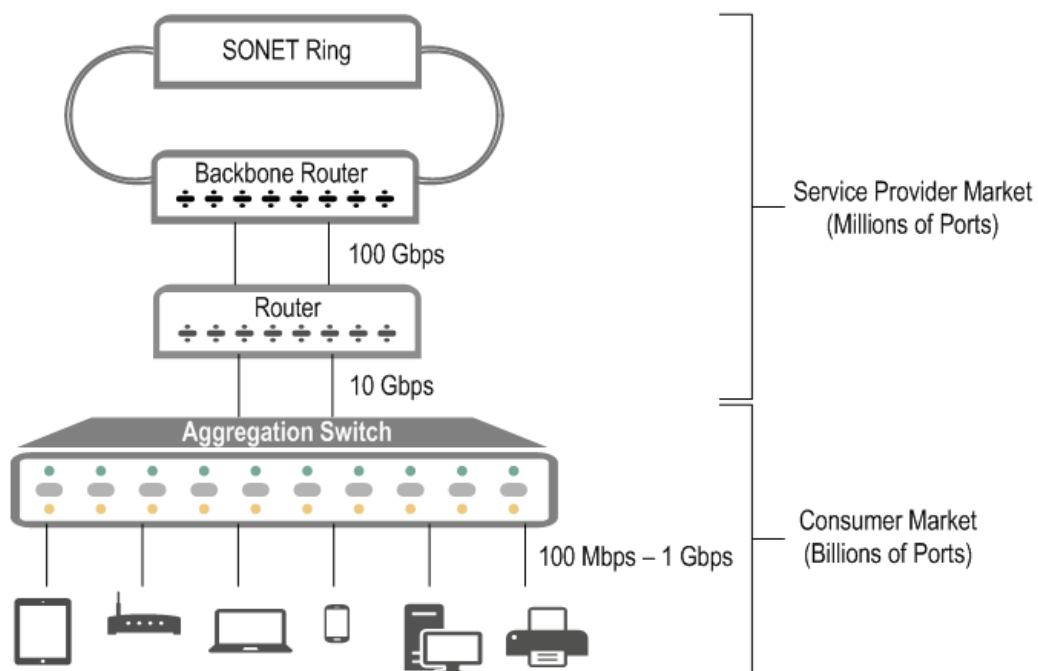 SONET Ring
Backbone Router
100 Gbps
Router
10 Gbps
Aggregation Switch
100 Mbps – 1 Gbps
Service Provider Market
(Millions of Ports)
Consumer Market
(Billions of Ports)